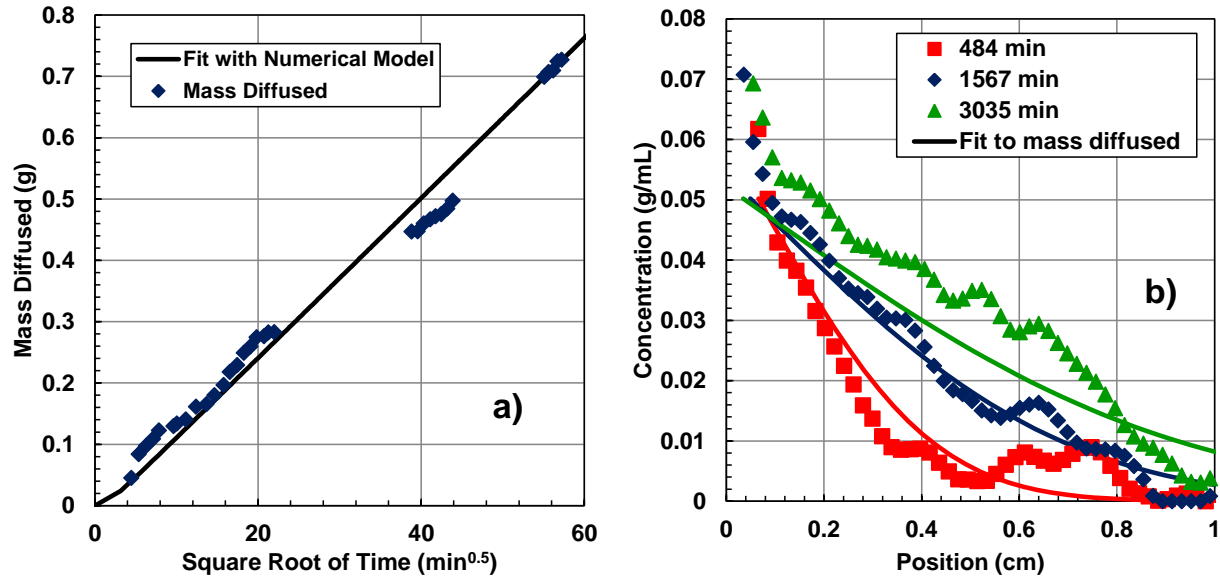 0.8
0.7
0.6
0.5
0.4
0.3
0.2
0.1
0
Mass Diffused (g)
Fit with Numerical Model
Mass Diffused
a)
0 20 40 60
Square Root of Time (min0.5)
0.08
0.07
0.06
0.05
0.04
0.03
0.02
0.01
0.00
Concentration (g/mL)
484 min
1567 min
3035 min
Fit to mass diffused
b)
0 0.2 0.4 0.6 0.8 1
Position (cm)